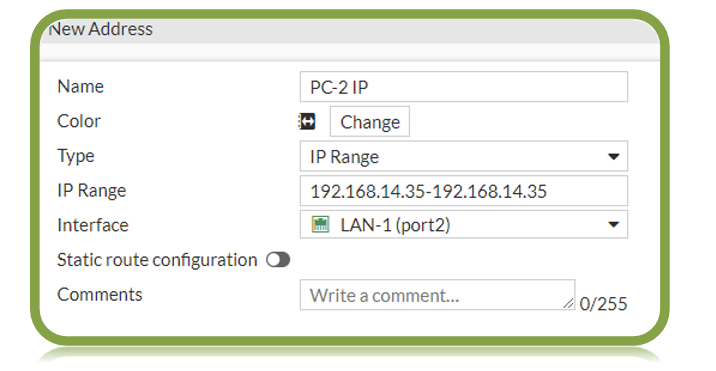 New Address
Name PC-2 IP
Color Change
Type IP Range
IP Range 192.168.14.35-192.168.14.35
Interface LAN-1 (port2)
Static route configuration
Comments Write a comment... 0/255